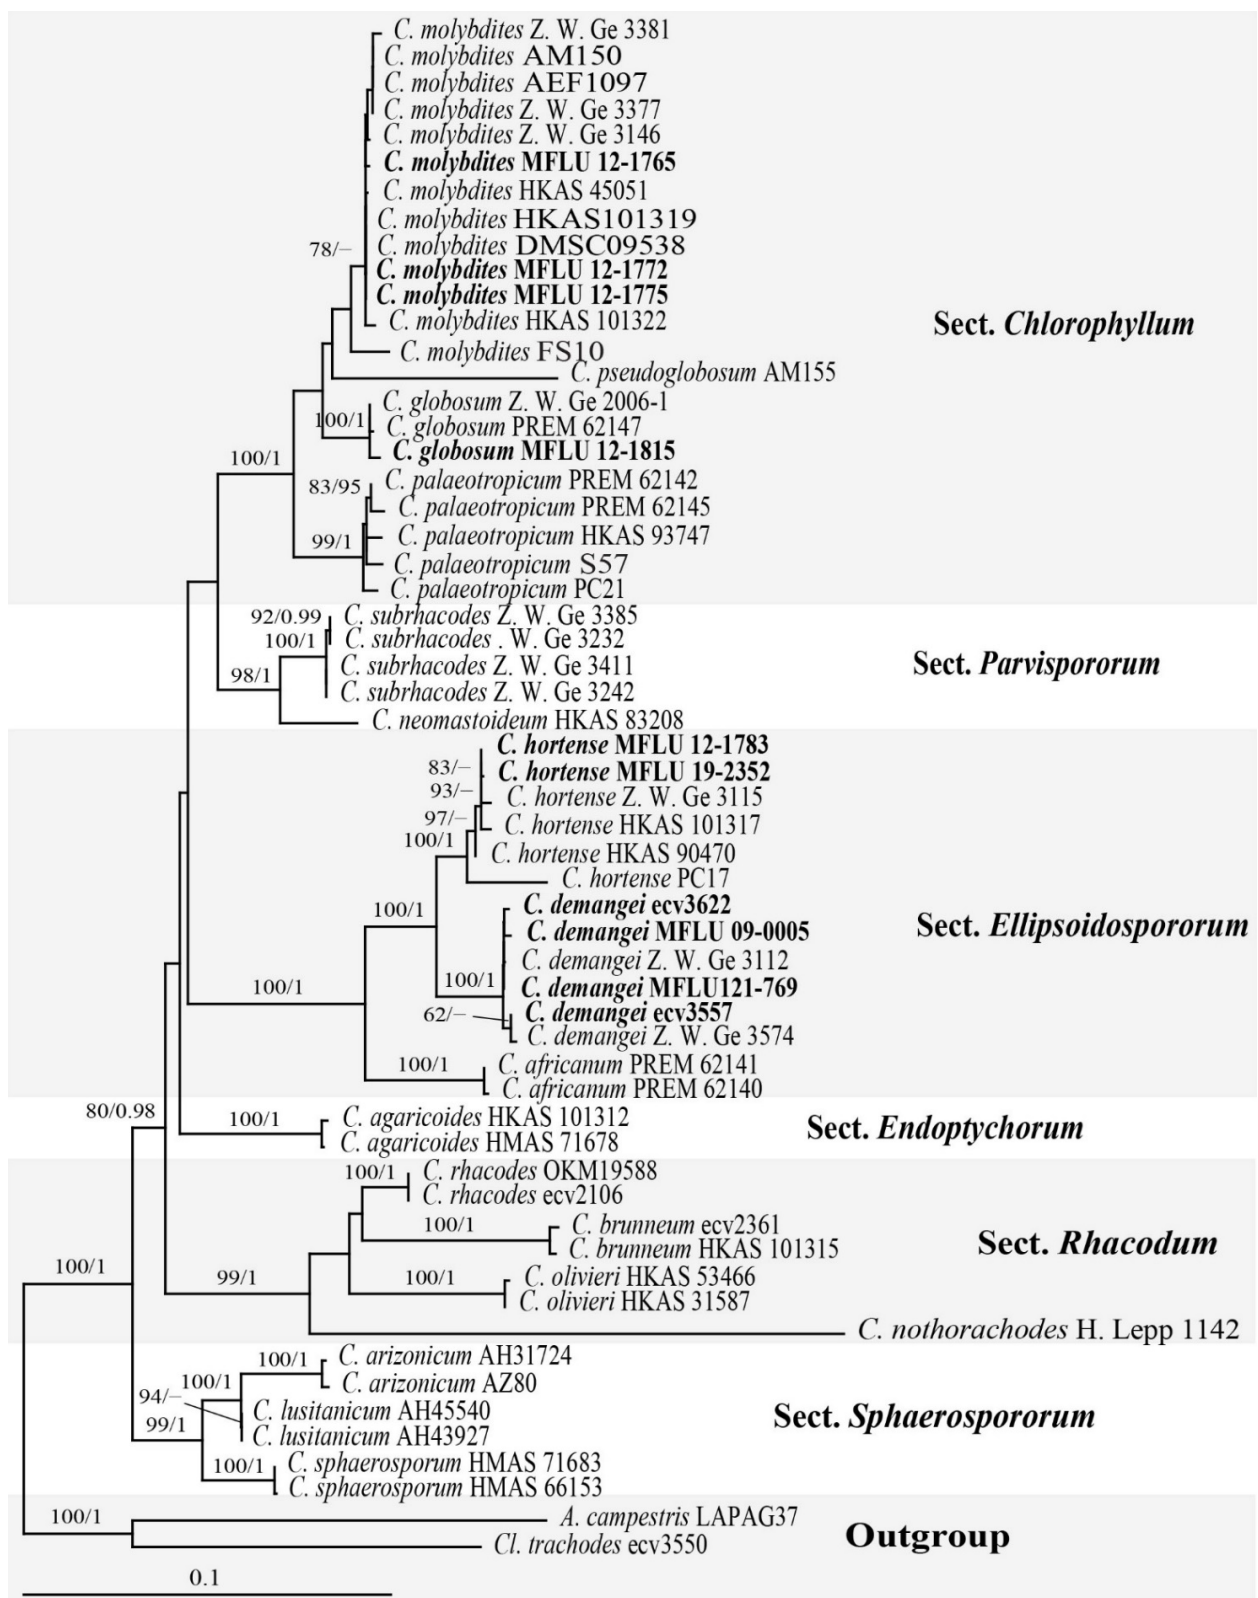 C. molybdites Z. W. Ge 3381
C. molybdites AM150
C. molybdites AEF1097
C. molybdites Z. W. Ge 3377
C. molybdites Z. W. Ge 3146
C. molybdites MFLU 12-1765
C. molybdites HKAS 45051
C. molybdites HKAS101319
C. molybdites DMSC09538
78/–
C. molybdites MFLU 12-1772
C. molybdites MFLU 12-1775
C. molybdites HKAS 101322
Sect. Chlorophyllum
C. molybdites FS10
C. pseudoglobosum AM155
C. globosum Z. W. Ge 2006-1
100/1
C. globosum PREM 62147
C. globosum MFLU 12-1815
100/1
C. palaeotropicum PREM 62142
83/95
C. palaeotropicum PREM 62145
C. palaeotropicum HKAS 93747
99/1
C. palaeotropicum S57
C. palaeotropicum PC21
C. subrhacodes Z. W. Ge 3385
92/0.99
C. subrhacodes . W. Ge 3232
100/1
C. subrhacodes Z. W. Ge 3411
Sect. Parvispororum
98/1
C. subrhacodes Z. W. Ge 3242
C. neomastoideum HKAS 83208
C. hortense MFLU 12-1783
83/–
C. hortense MFLU 19-2352
93/–
C. hortense Z. W. Ge 3115
97/–
C. hortense HKAS 101317
100/1
C. hortense HKAS 90470
C. hortense PC17
100/1
C. demangei ecv3622
Sect. Ellipsoidospororum
C. demangei MFLU 09-0005
C. demangei Z. W. Ge 3112
100/1
100/1
C. demangei MFLU121-769
62/–
C. demangei ecv3557
C. demangei Z. W. Ge 3574
100/1
C. africanum PREM 62141
C. africanum PREM 62140
80/0.98
100/1
C. agaricoides HKAS 101312
C. agaricoides HMAS 71678
Sect. Endoptychorum
100/1
C. rhacodes OKM19588
C. rhacodes ecv2106
100/1
C. brunneum ecv2361
C. brunneum HKAS 101315
Sect. Rhacodum
100/1
99/1
100/1
C. olivieri HKAS 53466
C. olivieri HKAS 31587
C. nothorachodes H. Lepp 1142
100/1
C. arizonicum AH31724
100/1
C. arizonicum AZ80
94/–
C. lusitanicum AH45540
Sect. Sphaerospororum
99/1
C. lusitanicum AH43927
100/1
C. sphaerosporum HMAS 71683
C. sphaerosporum HMAS 66153
100/1
A. campestris LAPAG37
Outgroup
Cl. trachodes ecv3550
0.1